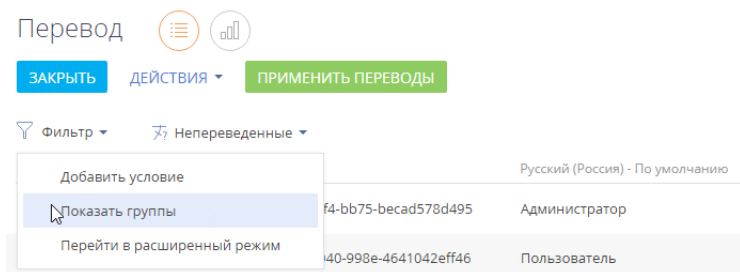 Перевод
ЗАКРЫТЬ ДЕЙСТВИЯ ПРИМЕНИТЬ ПЕРЕВОДЫ
Фильтр Непереведенные
Добавить условие
Русский (Россия) - По умолчанию
Показать группы
f4-bb75-becad578d495 Администратор
Перейти в расширенный режим
040-998e-4641042eff46 Пользователь